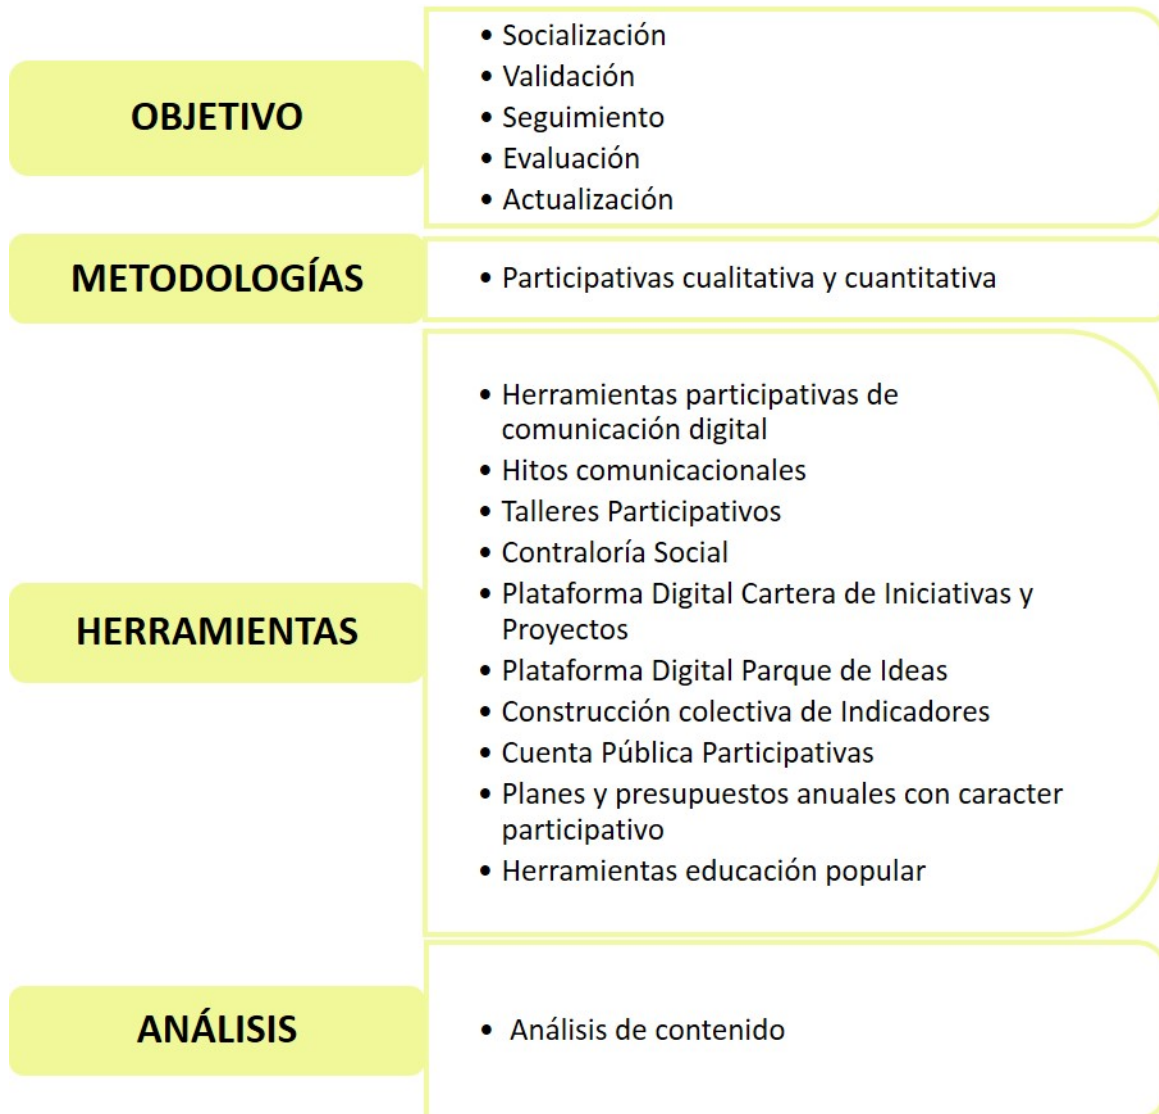 OBJETIVO
• Socialización
• Validación
• Seguimiento
• Evaluación
• Actualización
METODOLOGÍAS
• Participativas cualitativa y cuantitativa
HERRAMIENTAS
• Herramientas participativas de
comunicación digital
• Hitos comunicacionales
• Talleres Participativos
• Contraloría Social
• Plataforma Digital Cartera de Iniciativas y
Proyectos
• Plataforma Digital Parque de Ideas
• Construcción colectiva de Indicadores
• Cuenta Pública Participativas
• Planes y presupuestos anuales con caracter
participativo
• Herramientas educación popular
ANÁLISIS
• Análisis de contenido